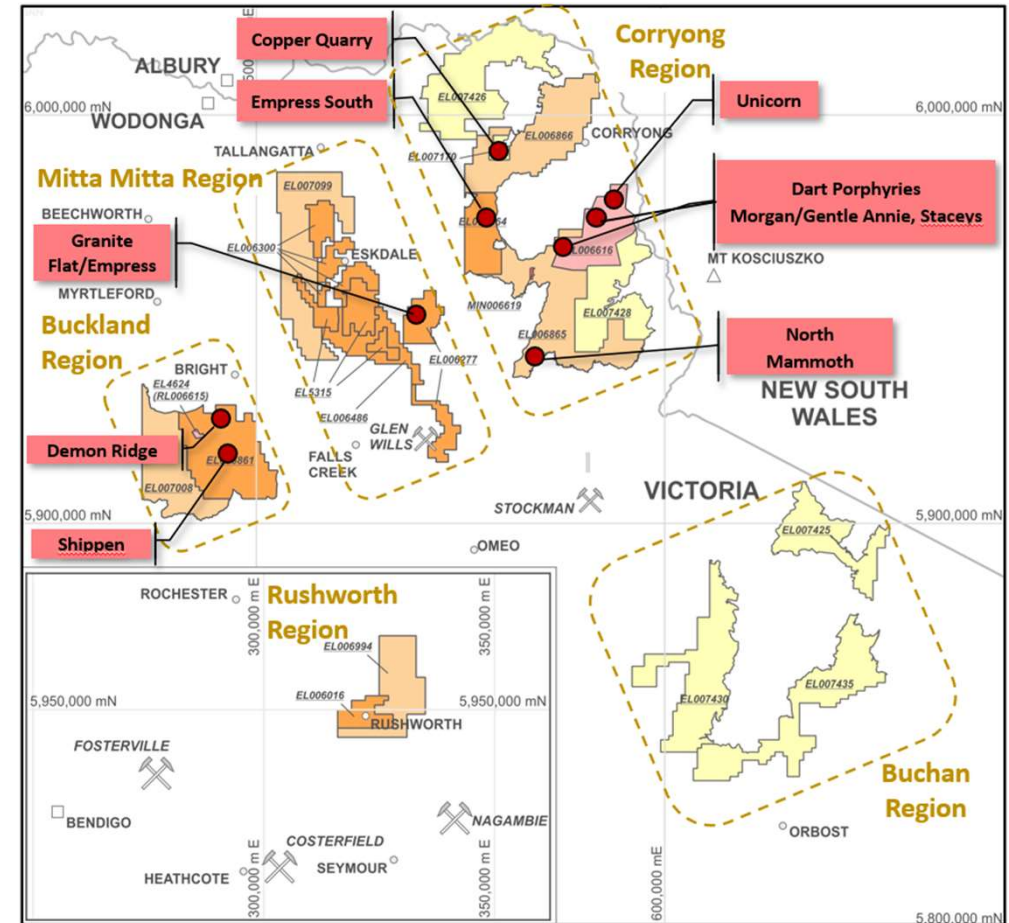 Copper Quarry
Corryong
Region
ALBURY
Empress South
Unicorn
EL007426
6,000,000 mN
6,000,000 mN
WODONGA
EL006866
CORRYONG
TALLANGATTA
EL007170
Mitta Mitta Region
EL007099
Dart Porphyries
Morgan/Gentle Annie, Staceys
BEECHWORTH
Granite
Flat/Empress
EL006300
ESKDALE
MT KOSCIUSZKO
MYRTLEFORD
MIN006619
EL007428
Buckland
Region
EL006865
North
Mammoth
EL006277
BRIGHT
EL4624
(RL006615)
EL5315
EL006486
NEW SOUTH
WALES
GLEN
WILLS
Demon Ridge
FALLS
CREEK
EL007008
STOCKMAN
VICTORIA
5,900,000 mN
5,900,000 mN
EL007425
Shippen
OMEO
ROCHESTER
300,000 m E
Rushworth
Region
350,000 m E
EL006994
EL006016
5,950,000 mN
5,950,000 mN
RUSHWORTH
EL007430
EL007435
FOSTERVILLE
Buchan
Region
BENDIGO
NAGAMBIE
ORBOST
COSTERFIELD
SEYMOUR
HEATHCOTE
300,000 m E
350,000 m E
600,000 mE
5,800,000 mN